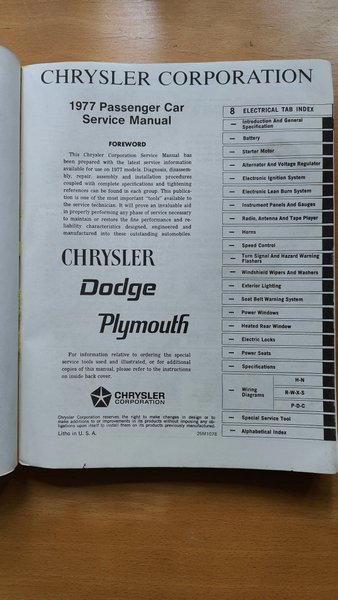 CHRYSLER CORPORATION
1977 Passenger Car
Service Manual
FOREWORD
This Chrysler Corporation Service Manual has
been prepared with the latest service information
available for use on 1977 models. Diagnosis, disassem-
bly, repair, assembly and installation procedures
coupled with complete specifications and tightening
references can be found in each group. This publica-
tion is one of the most important "tools" available to
the service technician. It will prove an invaluable aid
in properly performing any phase of service necessary
to maintain or restore the fine performance and re-
liability characteristics designed, engineered and
manufactured into these outstanding automobiles.
CHRYSLER
Dodge
Plymouth
For information relative to ordering the special
service tools used and illustrated, or for additional
copies of this manual, please refer to the instructions
on inside back cover.
CHRYSLER
CORPORATION
Chrysler Corporation reserves the right to make changes in design or to
make additions to or improvements in its products without imposing any ob-
ligations upon itself to install them on its products previously manufactured.
Litho in U. S. A.
25M1078
8 ELECTRICAL TAB INDEX
— Introduction And General
Specification
— Battery
— Starter Motor
— Alternator And Voltage Regulator
— Electronic Ignition System
— Electronic Lean Burn System
— Instrument Panels And Gauges
— Radio, Antenna And Tape Player
— Horns
— Speed Control
— Turn Signal And Hazard Warning
Flashers
— Windshield Wipers And Washers
— Exterior Lighting
— Seat Belt Warning System
— Power Windows
— Heated Rear Window
— Electric Locks
— Power Seats
— Specifications
— Wiring
Diagrams
H-N
R-W-X-S
P-D-C
— Special Service Tool
— Alphabetical Index